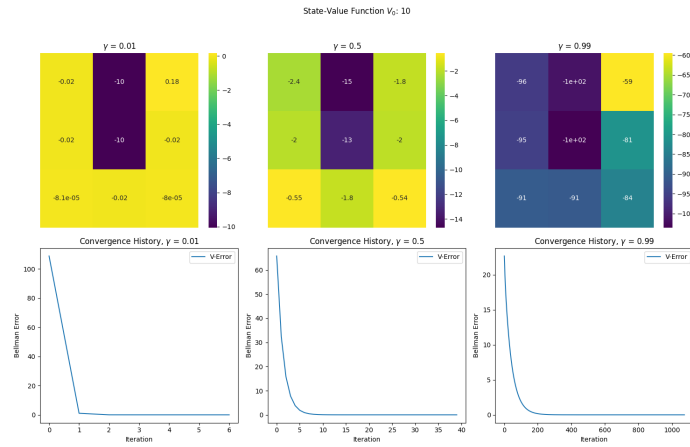 State-Value Function V₀: 10
γ = 0.01
γ = 0.5
γ = 0.99
-0.02 -10 0.18
-0.02 -10 -0.02
-8.1e-05 -0.02 -8e-05
0
−2
−4
−6
−8
−10
-2.4 -15 -1.8
-2 -13 -2
-0.55 -1.8 -0.54
−2
−4
−6
−8
−10
−12
−14
-96 -1e+02 -59
-95 -1e+02 -81
-91 -91 -84
−60
−65
−70
−75
−80
−85
−90
−95
−100
Convergence History, γ = 0.01
V-Error
Bellman Error
100
80
60
40
20
0
0 1 2 3 4 5 6
Iteration
Convergence History, γ = 0.5
V-Error
Bellman Error
60
50
40
30
20
10
0
0 5 10 15 20 25 30 35 40
Iteration
Convergence History, γ = 0.99
V-Error
Bellman Error
20
15
10
5
0
0 200 400 600 800 1000
Iteration